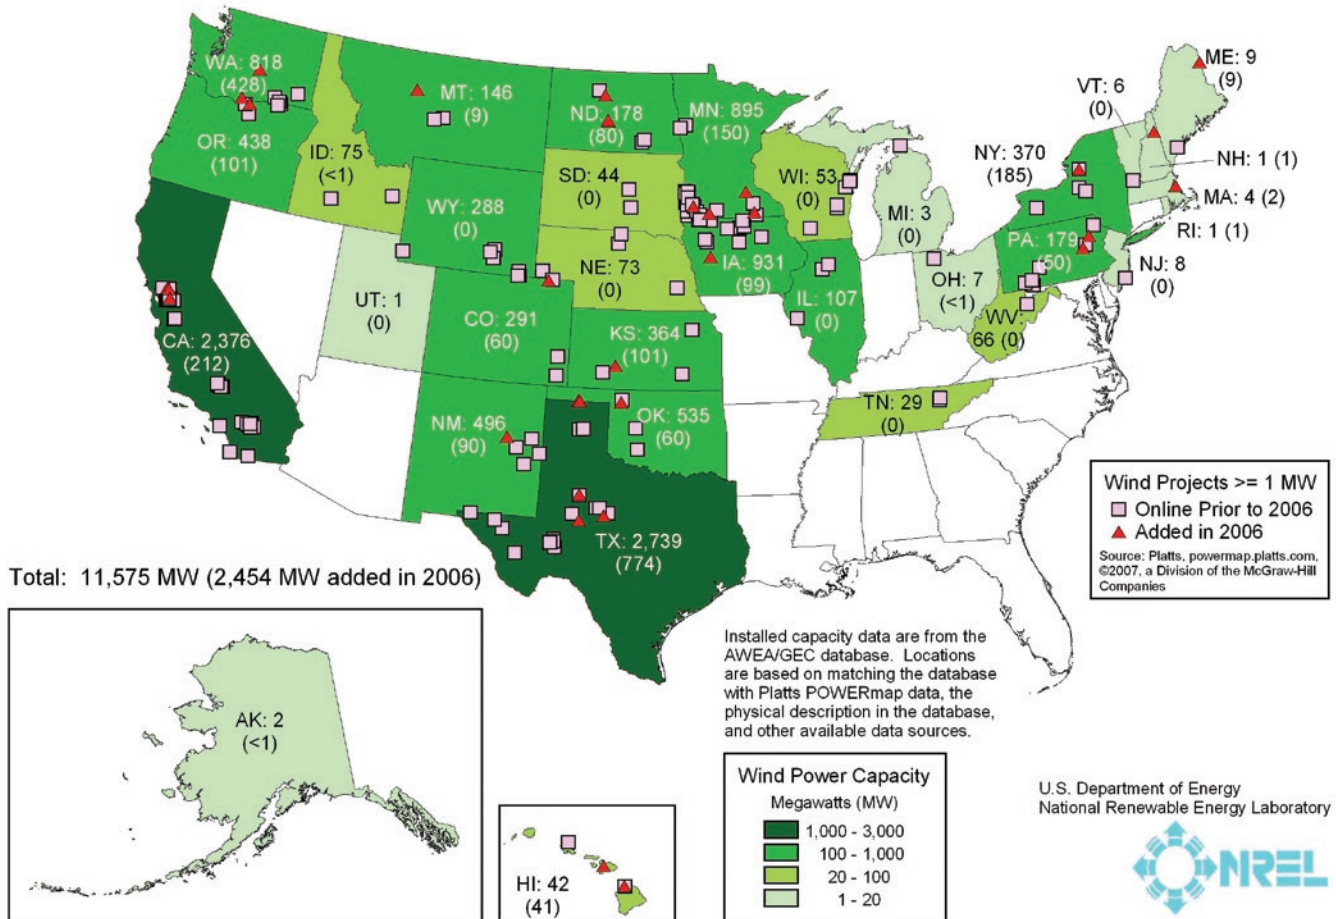 WA: 818
(428)
MT: 146
(9)
ND: 178
(80)
MN: 895
(150)
VT: 6
(0)
ME: 9
(9)
OR: 438
(101)
ID: 75
(<1)
SD: 44
(0)
WI: 53
(0)
NY: 370
(185)
NH: 1 (1)
MA: 4 (2)
RI: 1 (1)
WY: 288
(0)
MI: 3
(0)
PA: 179
(50)
NJ: 8
(0)
NE: 73
(0)
IA: 931
(99)
IL: 107
(0)
OH: 7
(<1)
WV:
66 (0)
CA: 2,376
(212)
UT: 1
(0)
CO: 291
(60)
KS: 364
(101)
TN: 29
(0)
NM: 496
(90)
OK: 535
(60)
TX: 2,739
(774)
Wind Projects >= 1 MW
Online Prior to 2006
Added in 2006
Source: Platts, powermap.platts.com,
©2007, a Division of the McGraw-Hill
Companies
Total: 11,575 MW (2,454 MW added in 2006)
AK: 2
(<1)
HI: 42
(41)
Installed capacity data are from the
AWEA/GEC database. Locations
are based on matching the database
with Platts POWERmap data, the
physical description in the database,
and other available data sources.
Wind Power Capacity
Megawatts (MW)
1,000 - 3,000
100 - 1,000
20 - 100
1 - 20
U.S. Department of Energy
National Renewable Energy Laboratory
NREL